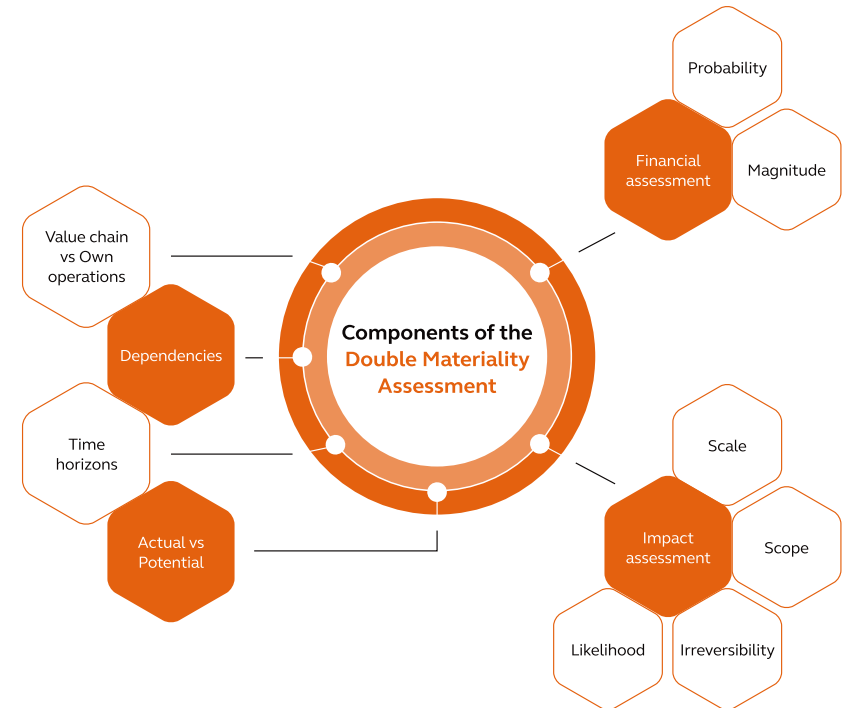 Probability
Financial
assessment
Magnitude
Value chain
vs Own
operations
Dependencies
Time
horizons
Actual vs
Potential
Components of the
Double Materiality
Assessment
Scale
Impact
assessment
Scope
Likelihood
Irreversibility